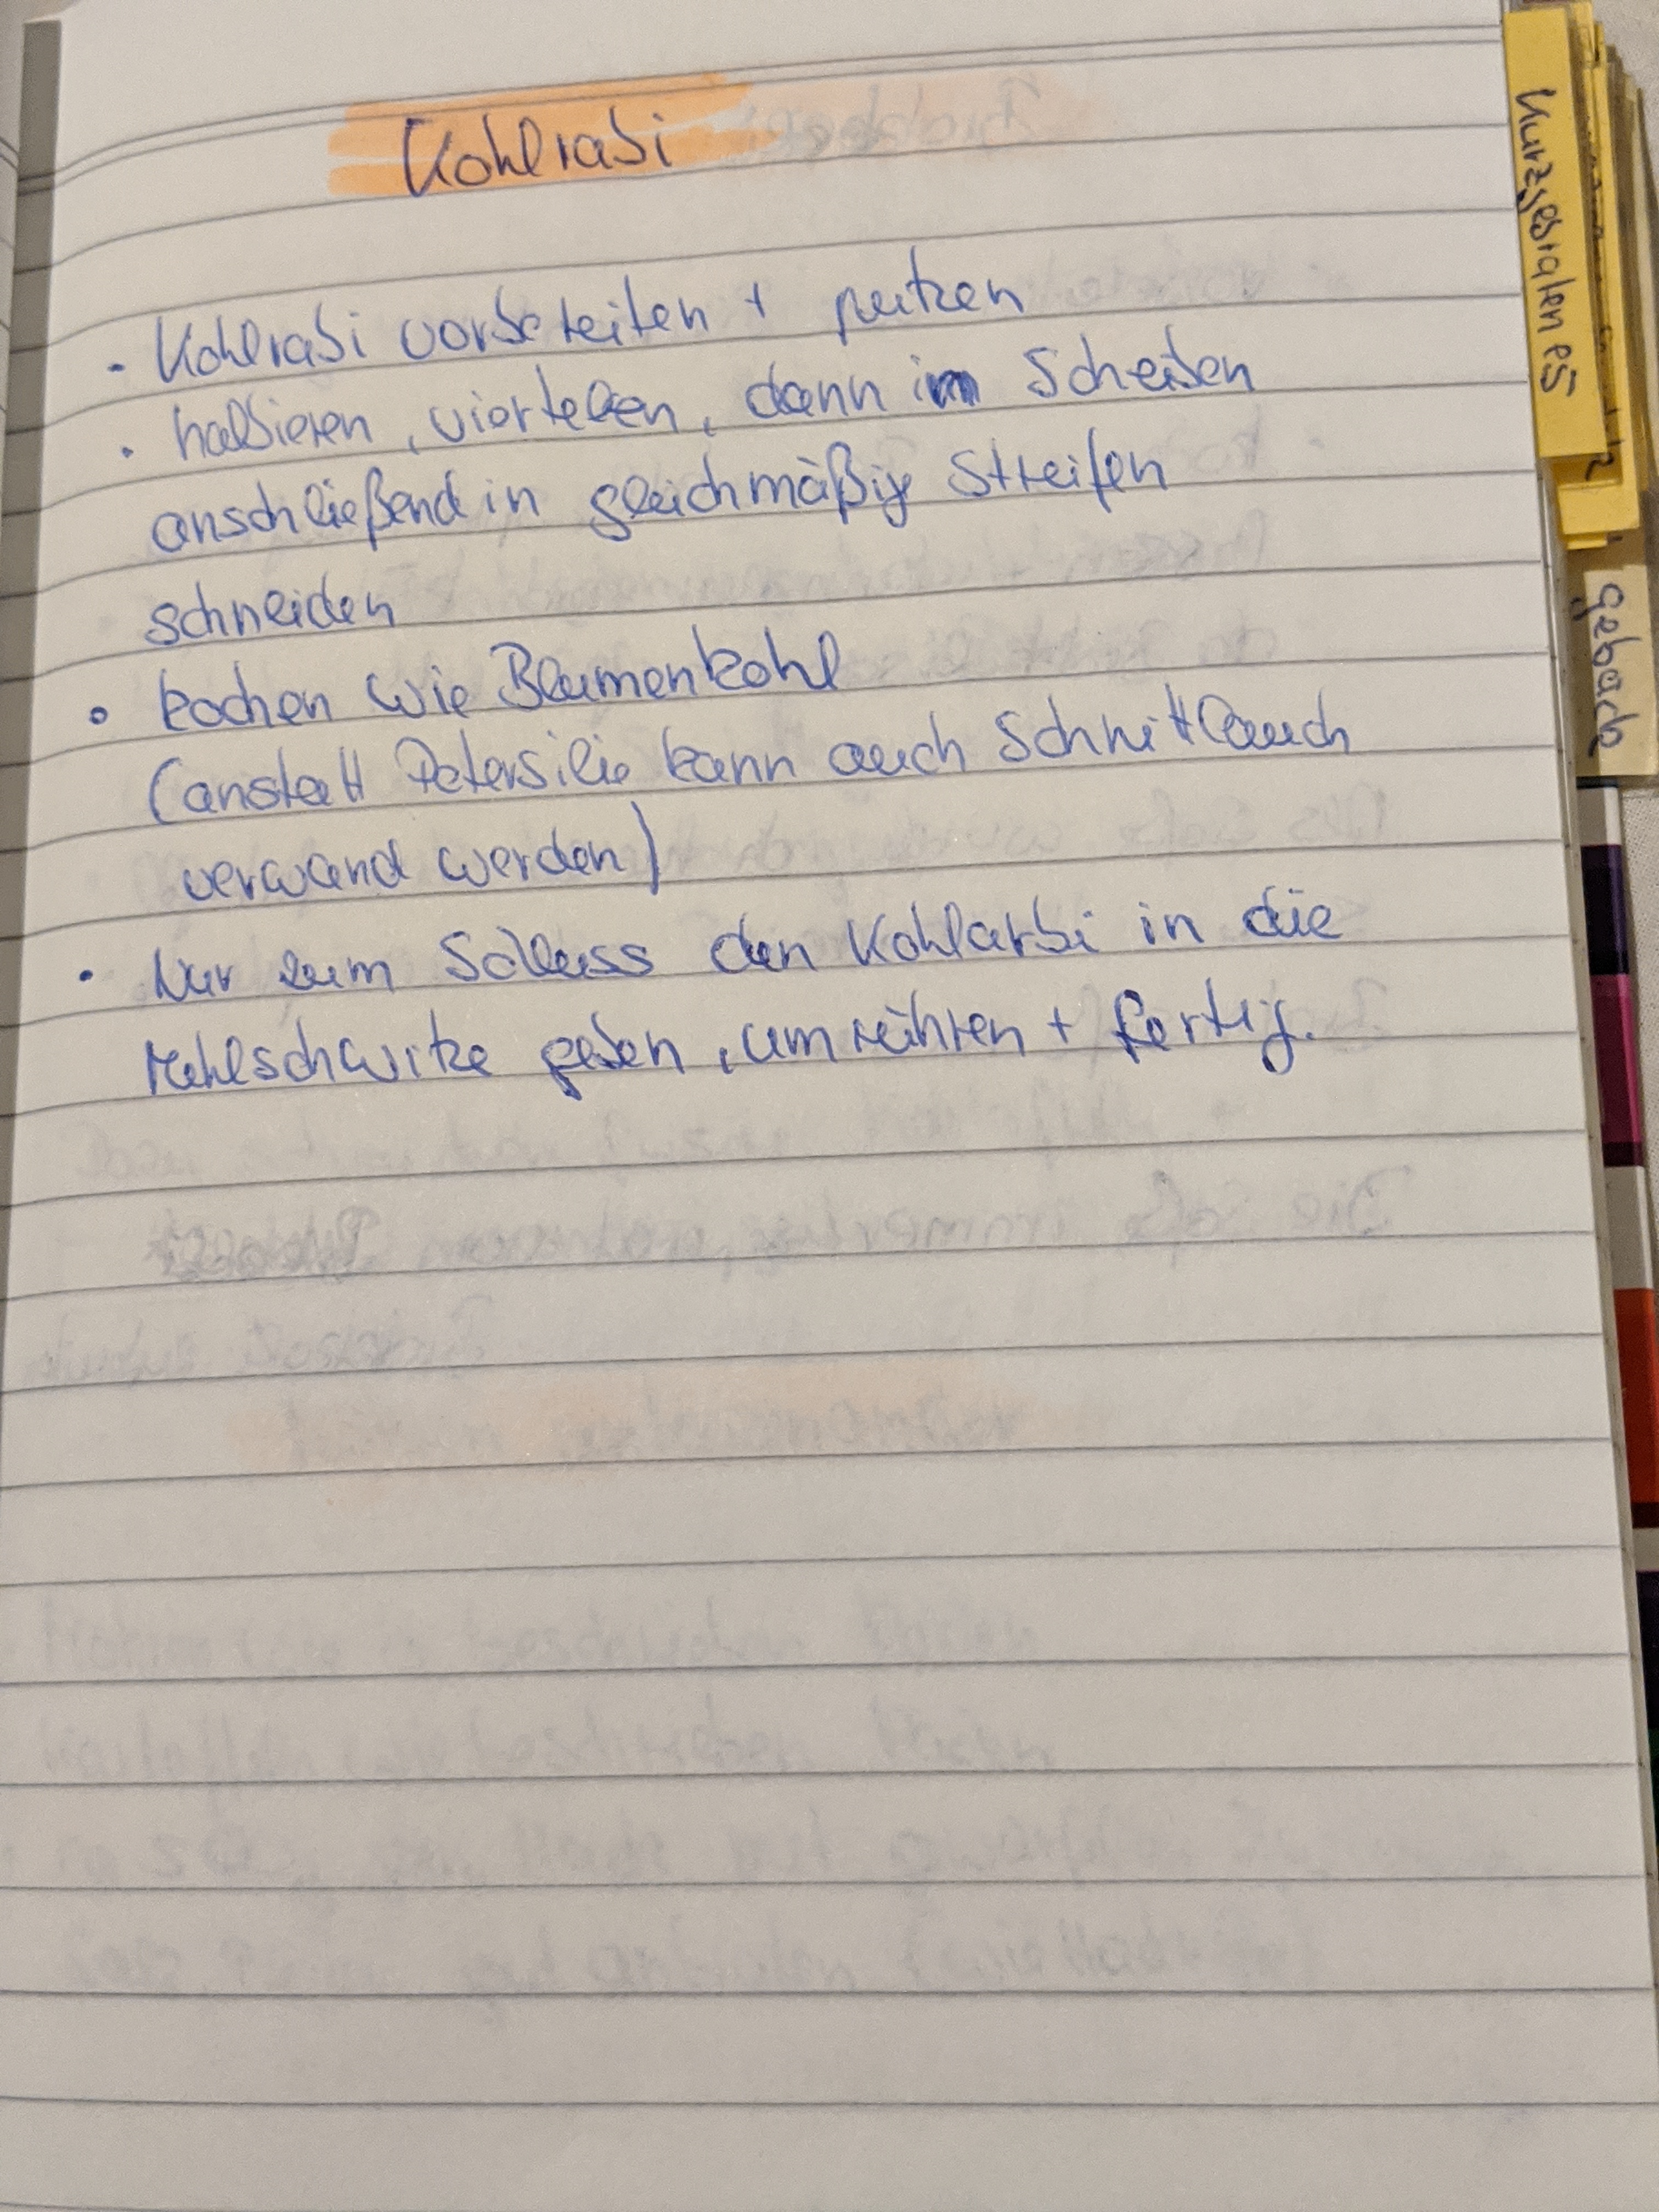 Kohlrabi
- Kohlrabi vorbereiten + putzen
· halbieren, vierteln, dann in Scheiben
anschließend in gleichmäßig Streifen
schneiden
• kochen wie Blumenkohl
(anstatt Petersilie kann auch Schnittlauch
verwand werden)
• Nur zum Schluss den Kohlarbi in die
Mehlschwitze geben, umrühren + fertig.
Kurzgebratenes
Gebäck